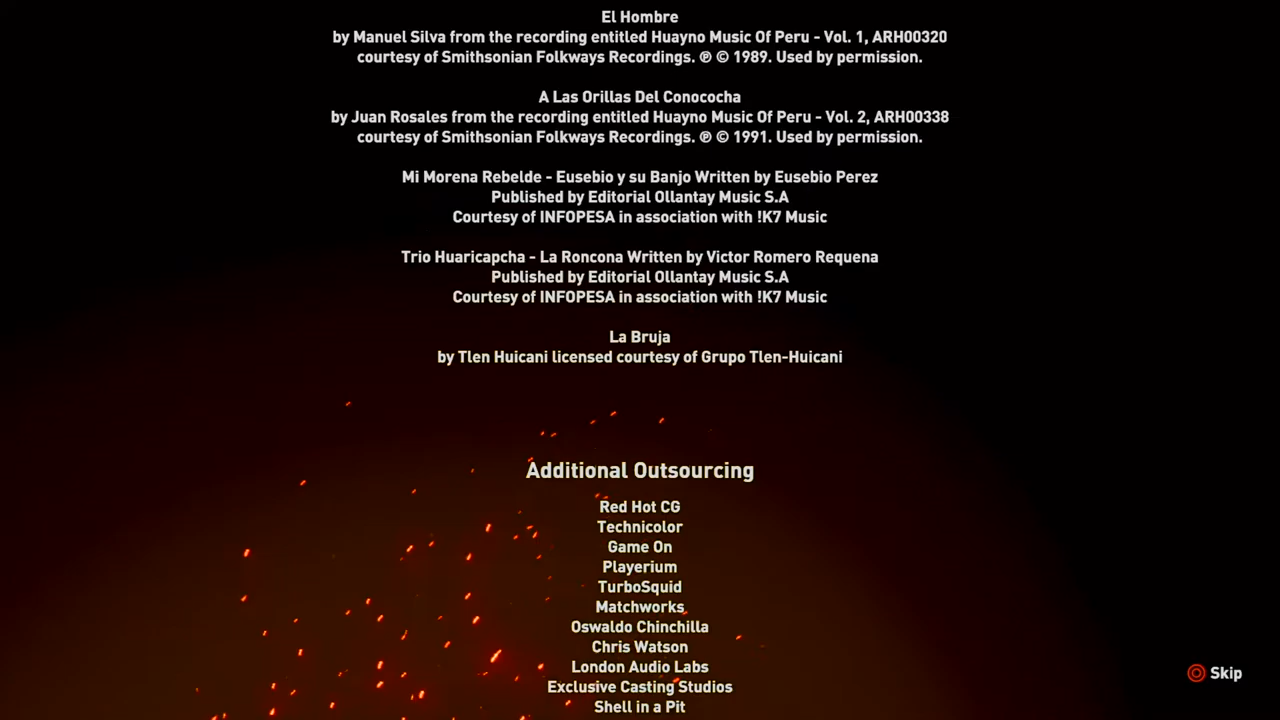 El Hombre
by Manuel Silva from the recording entitled Huayno Music Of Peru - Vol. 1, ARH00320
courtesy of Smithsonian Folkways Recordings. ℗ © 1989. Used by permission.
A Las Orillas Del Conococha
by Juan Rosales from the recording entitled Huayno Music Of Peru - Vol. 2, ARH00338
courtesy of Smithsonian Folkways Recordings. ℗ © 1991. Used by permission.
Mi Morena Rebelde - Eusebio y su Banjo Written by Eusebio Perez
Published by Editorial Ollantay Music S.A
Courtesy of INFOPESA in association with !K7 Music
Trio Huaricapcha - La Roncona Written by Victor Romero Requena
Published by Editorial Ollantay Music S.A
Courtesy of INFOPESA in association with !K7 Music
La Bruja
by Tlen Huicani licensed courtesy of Grupo Tlen-Huicani
Additional Outsourcing
Red Hot CG
Technicolor
Game On
Playerium
TurboSquid
Matchworks
Oswaldo Chinchilla
Chris Watson
London Audio Labs
Exclusive Casting Studios
Shell in a Pit
Skip